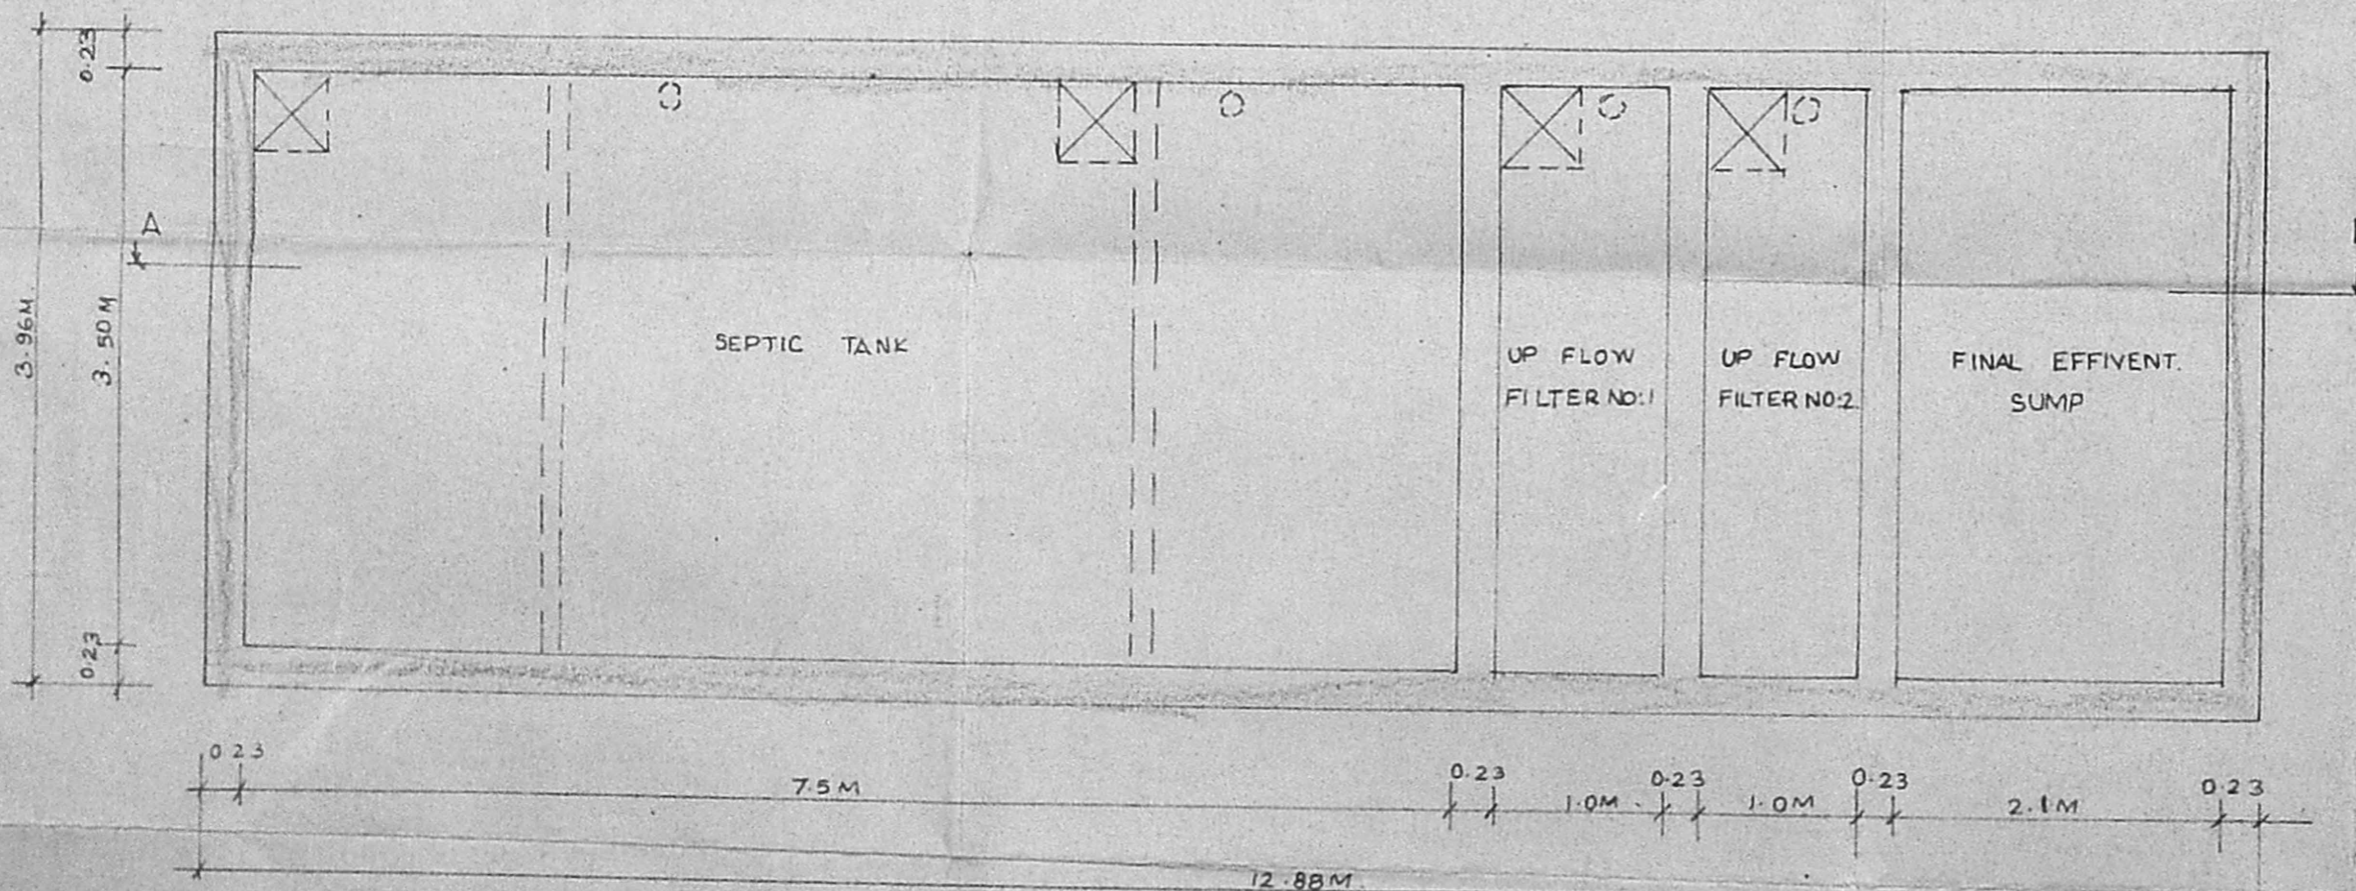 0.23
A
3.96M.
3.50M
0.23
SEPTIC TANK
UP FLOW
FILTER NO:1
UP FLOW
FILTER NO:2
FINAL EFFIVENT.
SUMP
0 23
7.5M
0.23
1.0M
0.23
1.0M
0.23
2.1M
0.23
12.88M.